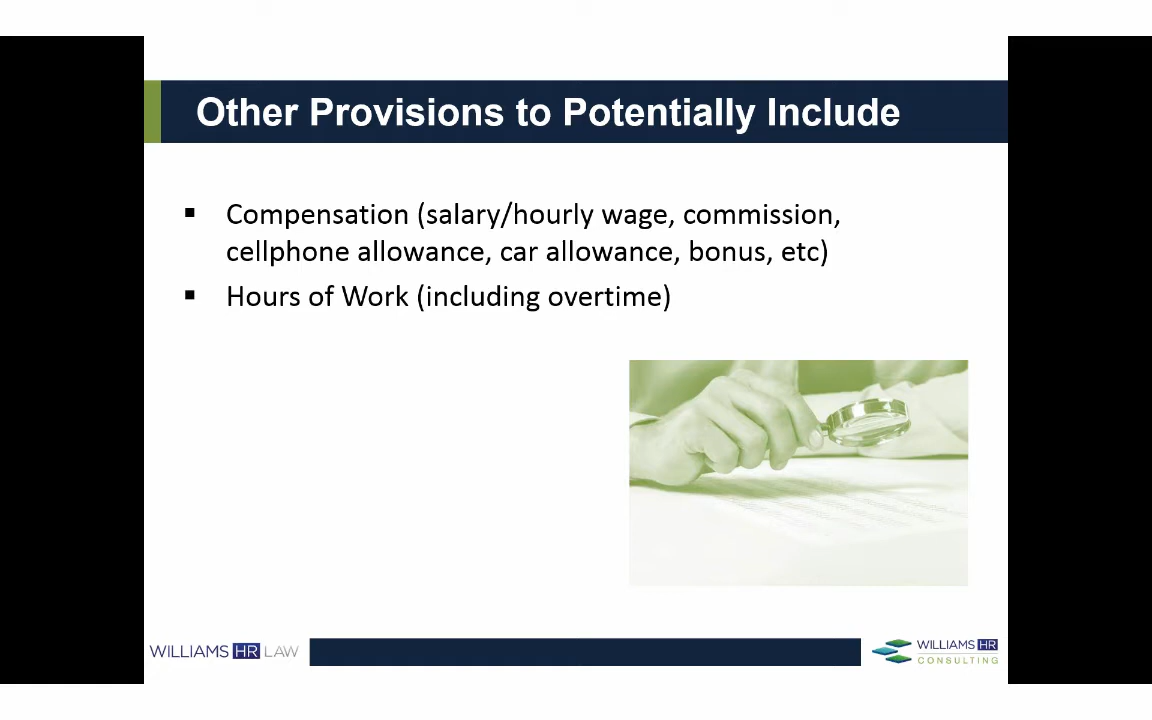 Other Provisions to Potentially Include
▪ Compensation (salary/hourly wage, commission,
cellphone allowance, car allowance, bonus, etc)
▪ Hours of Work (including overtime)
WILLIAMS HR LAW
WILLIAMS HR
CONSULTING